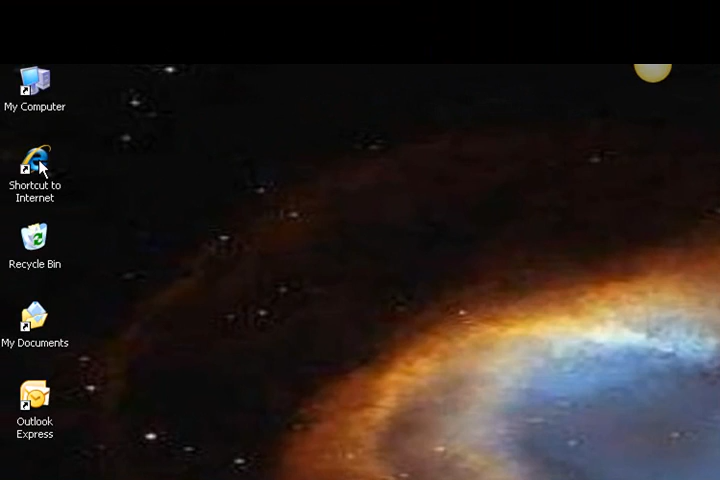 My Computer
Shortcut to
Internet
Recycle Bin
My Documents
Outlook
Express